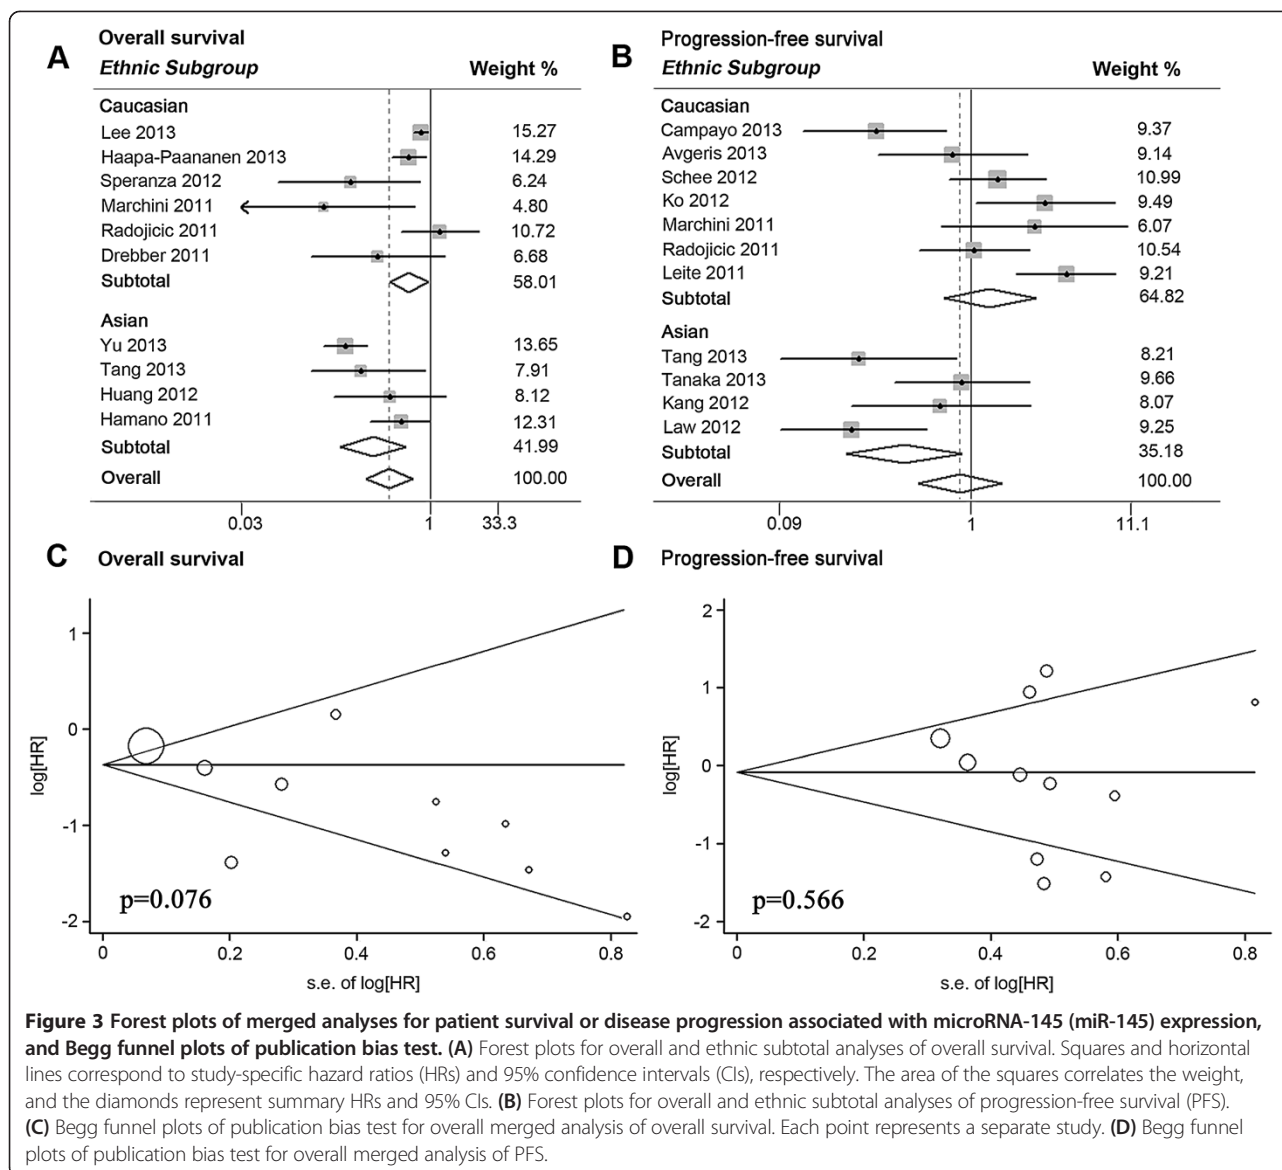 A Overall survival
Ethnic Subgroup Weight %
Caucasian
Lee 2013 15.27
Haapa-Paananen 2013 14.29
Speranza 2012 6.24
Marchini 2011 4.80
Radojicic 2011 10.72
Drebber 2011 6.68
Subtotal 58.01
Asian
Yu 2013 13.65
Tang 2013 7.91
Huang 2012 8.12
Hamano 2011 12.31
Subtotal 41.99
Overall 100.00
0.03 1 33.3
B Progression-free survival
Ethnic Subgroup Weight %
Caucasian
Campayo 2013 9.37
Avgeris 2013 9.14
Schee 2012 10.99
Ko 2012 9.49
Marchini 2011 6.07
Radojicic 2011 10.54
Leite 2011 9.21
Subtotal 64.82
Asian
Tang 2013 8.21
Tanaka 2013 9.66
Kang 2012 8.07
Law 2012 9.25
Subtotal 35.18
Overall 100.00
0.09 1 11.1
C Overall survival
log[HR]
1
0
-1
-2
p=0.076
0 0.2 0.4 0.6 0.8
s.e. of log[HR]
D Progression-free survival
log[HR]
2
1
0
-1
-2
p=0.566
0 0.2 0.4 0.6 0.8
s.e. of log[HR]
Figure 3 Forest plots of merged analyses for patient survival or disease progression associated with microRNA-145 (miR-145) expression,
and Begg funnel plots of publication bias test. (A) Forest plots for overall and ethnic subtotal analyses of overall survival. Squares and horizontal
lines correspond to study-specific hazard ratios (HRs) and 95% confidence intervals (CIs), respectively. The area of the squares correlates the weight,
and the diamonds represent summary HRs and 95% CIs. (B) Forest plots for overall and ethnic subtotal analyses of progression-free survival (PFS).
(C) Begg funnel plots of publication bias test for overall merged analysis of overall survival. Each point represents a separate study. (D) Begg funnel
plots of publication bias test for overall merged analysis of PFS.